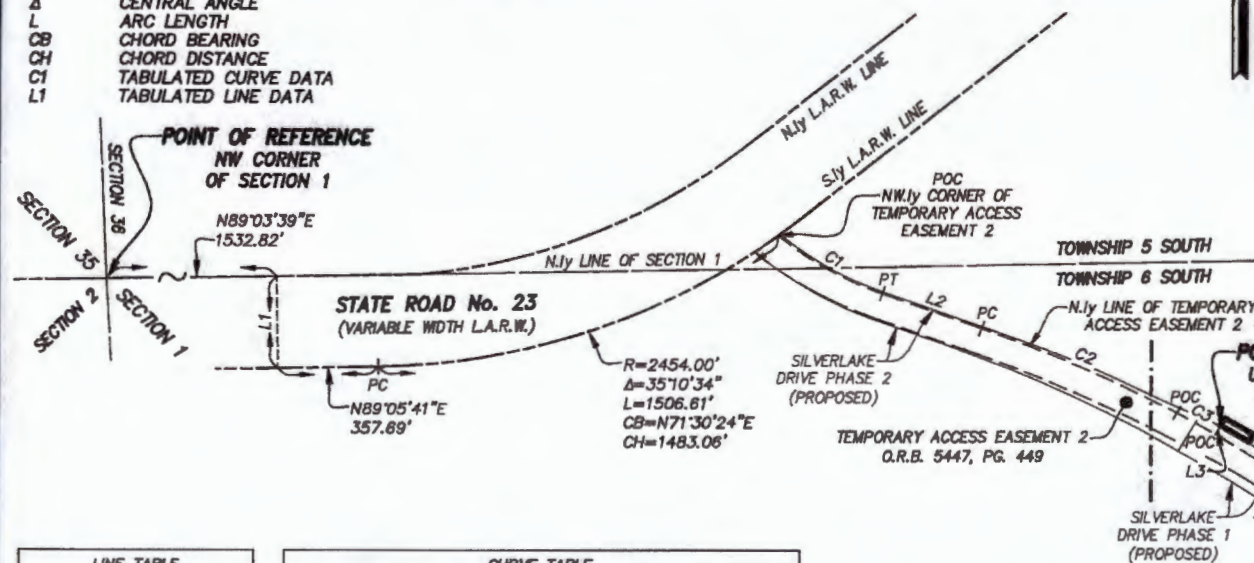 Δ CENTRAL ANGLE
L ARC LENGTH
CB CHORD BEARING
CH CHORD DISTANCE
C1 TABULATED CURVE DATA
L1 TABULATED LINE DATA
POINT OF REFERENCE
NW CORNER
OF SECTION 1
SECTION 36
SECTION 35
SECTION 2
SECTION 1
N89°03'39"E
1532.82'
L1
STATE ROAD No. 23
(VARIABLE WIDTH L.A.R.W.)
PC
N89°05'41"E
357.69'
N.ly LINE OF SECTION 1
N.ly L.A.R.W. LINE
S.ly L.A.R.W. LINE
R=2454.00'
Δ=35°10'34"
L=1506.61'
CB=N71°30'24"E
CH=1483.06'
POC
NW.ly CORNER OF
TEMPORARY ACCESS
EASEMENT 2
TOWNSHIP 5 SOUTH
TOWNSHIP 6 SOUTH
C1
PT
L2
PC
N.ly LINE OF TEMPORARY
ACCESS EASEMENT 2
C2
POC
C3
POC
L3
SILVERLAKE
DRIVE PHASE 2
(PROPOSED)
TEMPORARY ACCESS EASEMENT 2
O.R.B. 5447, PG. 449
SILVERLAKE
DRIVE PHASE 1
(PROPOSED)
LINE TABLE
CURVE TABLE